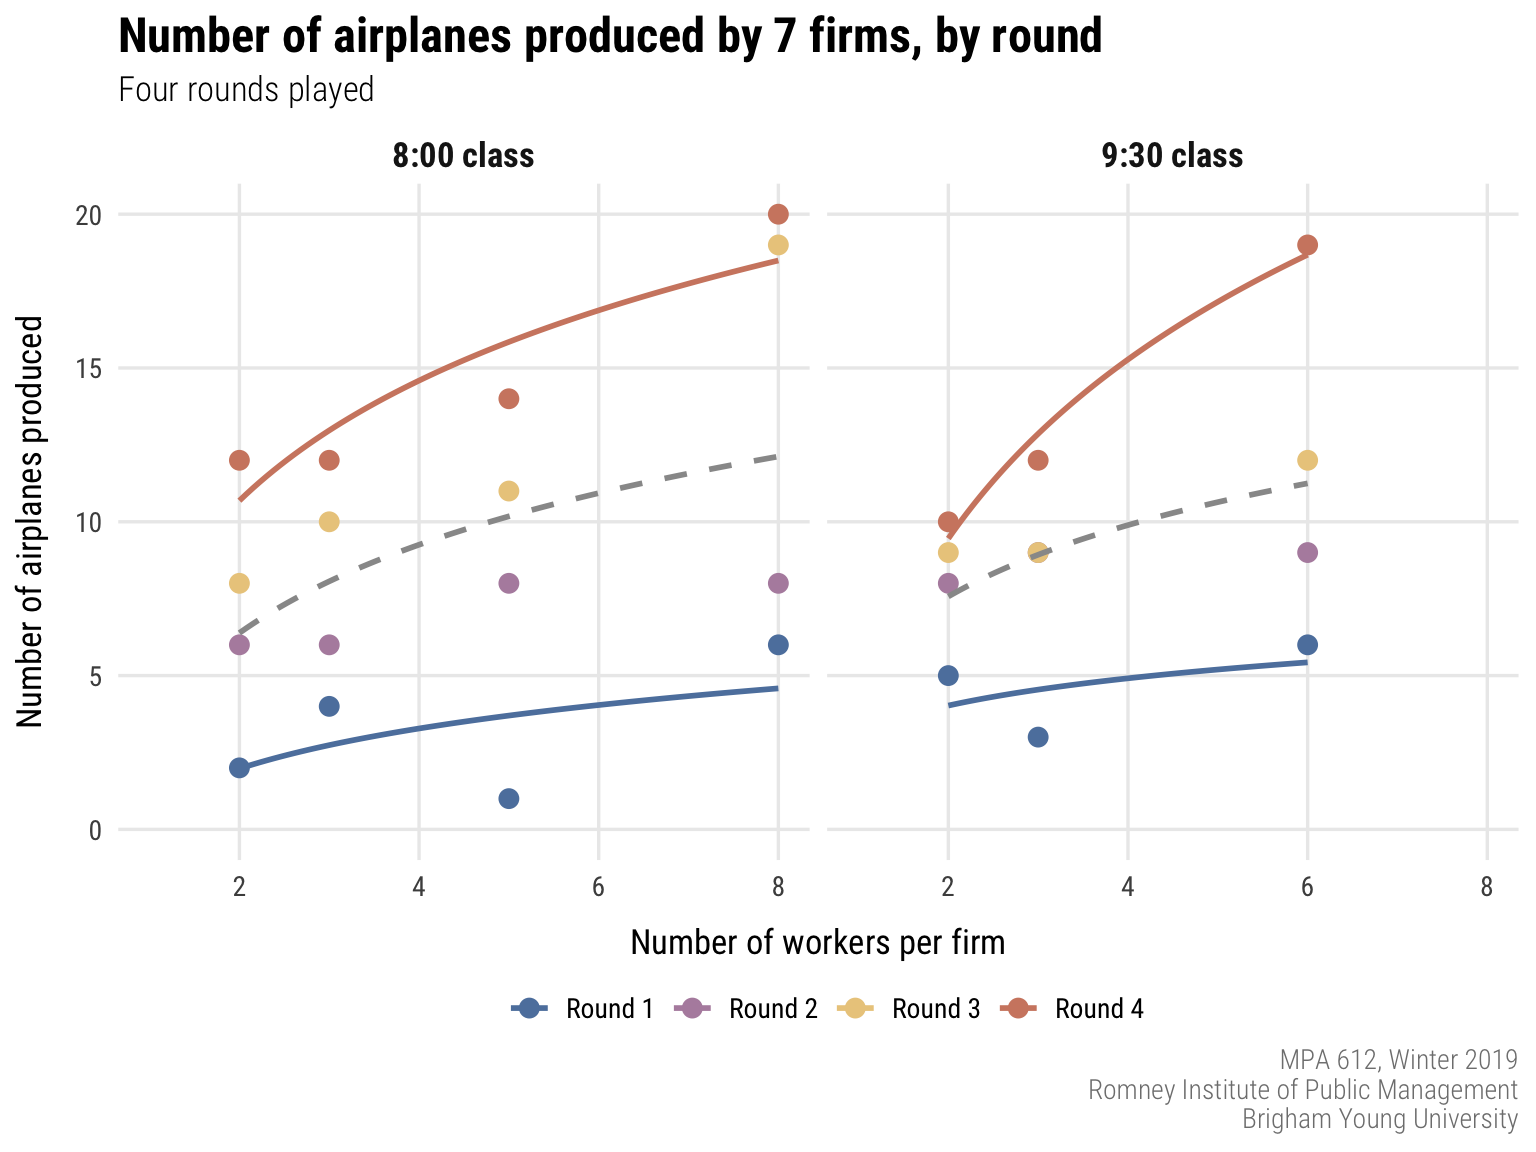 Number of airplanes produced by 7 firms, by round
Four rounds played
8:00 class
9:30 class
Number of airplanes produced
20
15
10
5
0
2 4 6 8
2 4 6 8
Number of workers per firm
Round 1 Round 2 Round 3 Round 4
MPA 612, Winter 2019
Romney Institute of Public Management
Brigham Young University